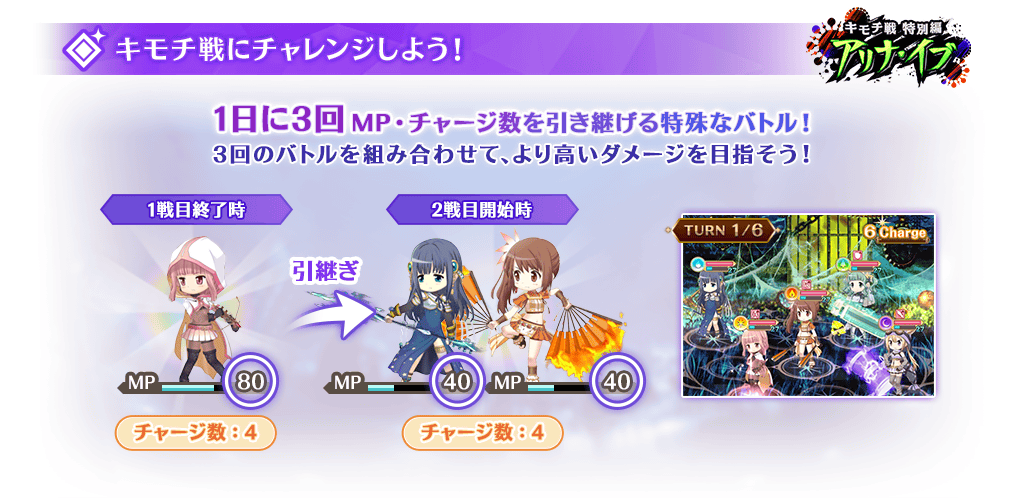 キモチ戦にチャレンジしよう!
キモチ戦 特別編
アリナ・イブ
1日に3回 MP・チャージ数を引き継げる特殊なバトル!
3回のバトルを組み合わせて、より高いダメージを目指そう!
1戦目終了時
2戦目開始時
引継ぎ
MP 80
MP 40
MP 40
チャージ数:4
チャージ数:4
TURN 1/6
6 Charge